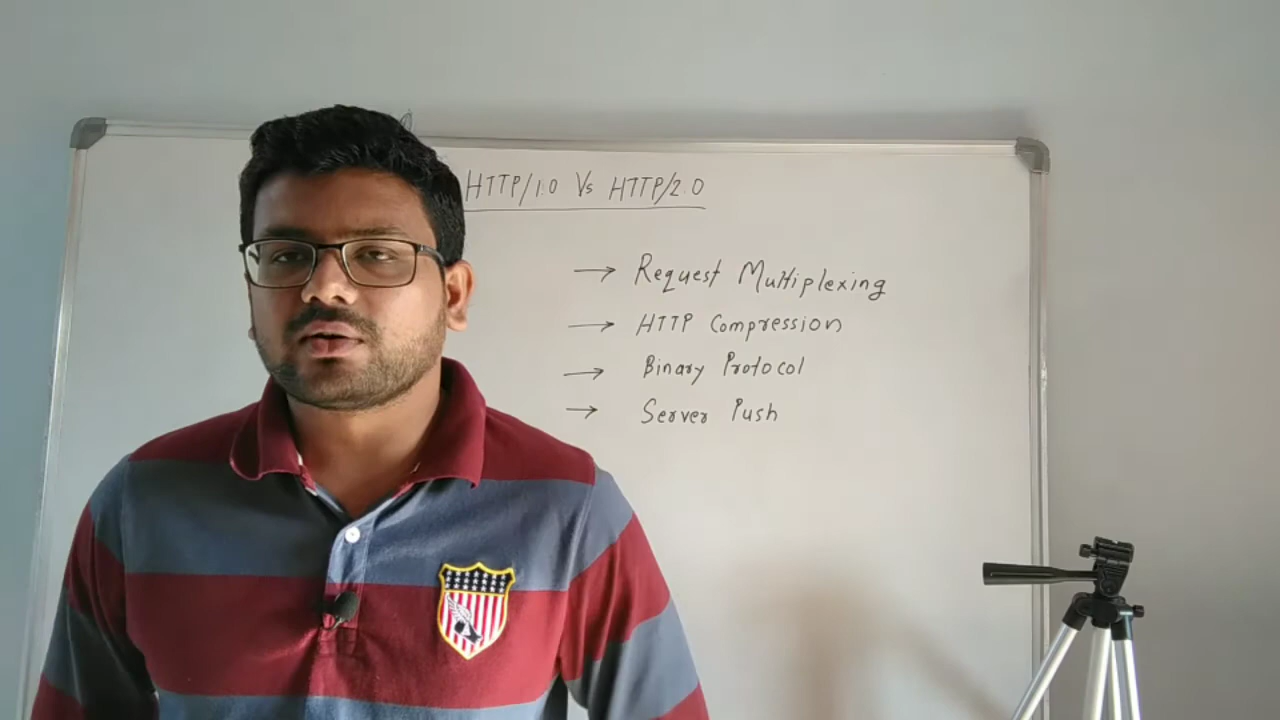 HTTP/1.0 Vs HTTP/2.0
→ Request Multiplexing
→ HTTP Compression
→ Binary Protocol
→ Server Push